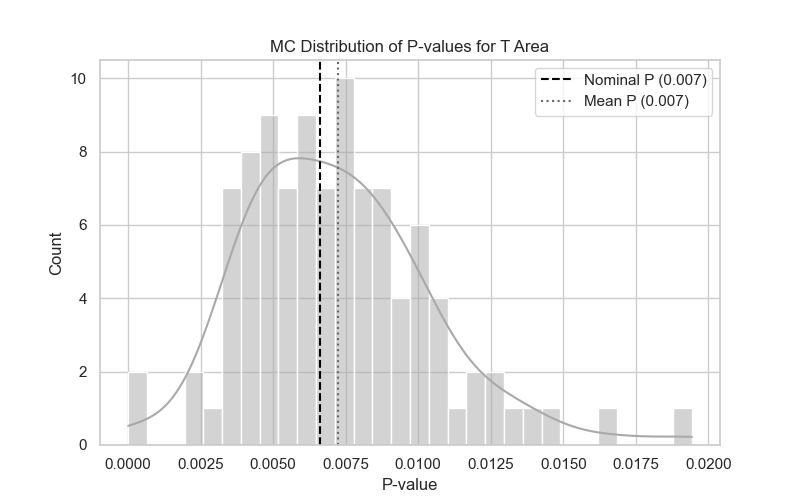 MC Distribution of P-values for T Area
Nominal P (0.007)
Mean P (0.007)
Count
10
8
6
4
2
0
0.0000 0.0025 0.0050 0.0075 0.0100 0.0125 0.0150 0.0175 0.0200
P-value